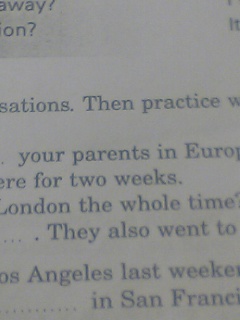 away?
ion?
It
sations. Then practice w
. your parents in Europ
ere for two weeks.
London the whole time?
.... . They also went to
os Angeles last weeken
............ in San Franci